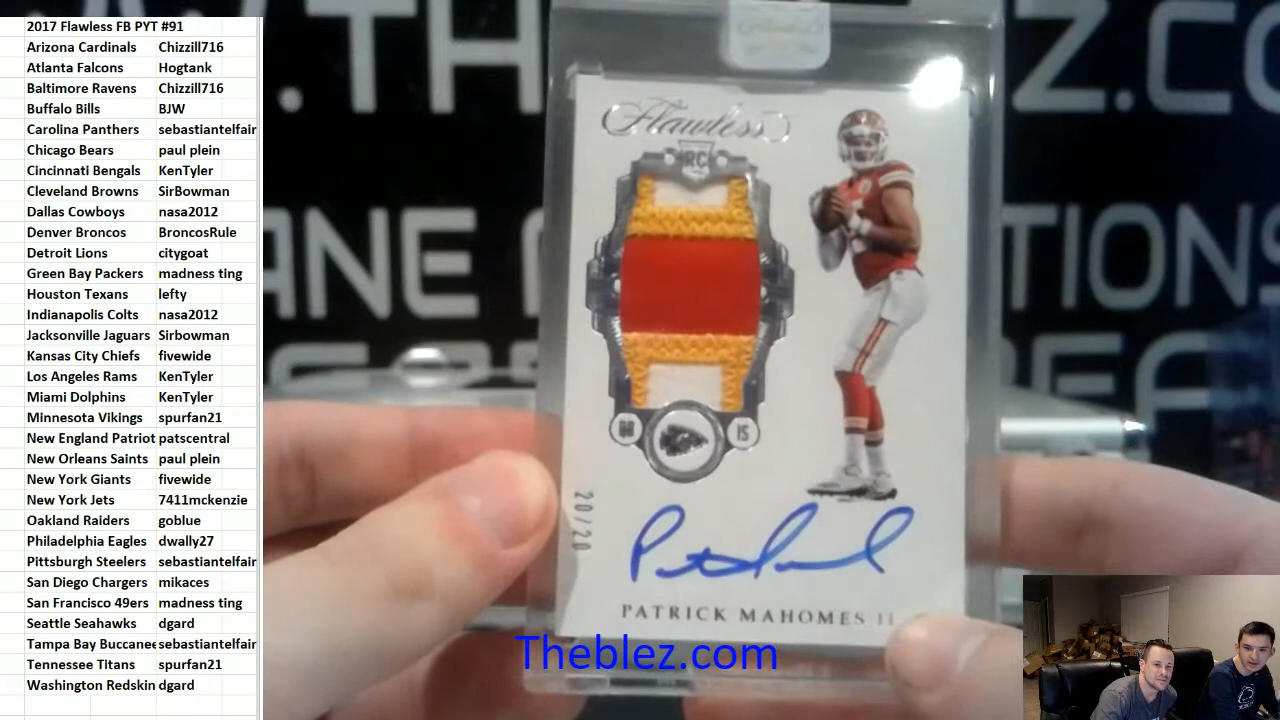 2017 Flawless FB PYT #91
Arizona Cardinals Chizzill716
Atlanta Falcons Hogtank
Baltimore Ravens Chizzill716
Buffalo Bills BJW
Carolina Panthers sebastiantelfair
Chicago Bears paul plein
Cincinnati Bengals KenTyler
Cleveland Browns SirBowman
Dallas Cowboys nasa2012
Denver Broncos BroncosRule
Detroit Lions citygoat
Green Bay Packers madness ting
Houston Texans lefty
Indianapolis Colts nasa2012
Jacksonville Jaguars Sirbowman
Kansas City Chiefs fivewide
Los Angeles Rams KenTyler
Miami Dolphins KenTyler
Minnesota Vikings spurfan21
New England Patriot patscentral
New Orleans Saints paul plein
New York Giants fivewide
New York Jets 7411mckenzie
Oakland Raiders goblue
Philadelphia Eagles dwally27
Pittsburgh Steelers sebastiantelfair
San Diego Chargers mikaces
San Francisco 49ers madness ting
Seattle Seahawks dgard
Tampa Bay Buccanee sebastiantelfair
Tennessee Titans spurfan21
Washington Redskin dgard
Flawless
RC
QB
15
20/20
PATRICK MAHOMES II
Theblez.com